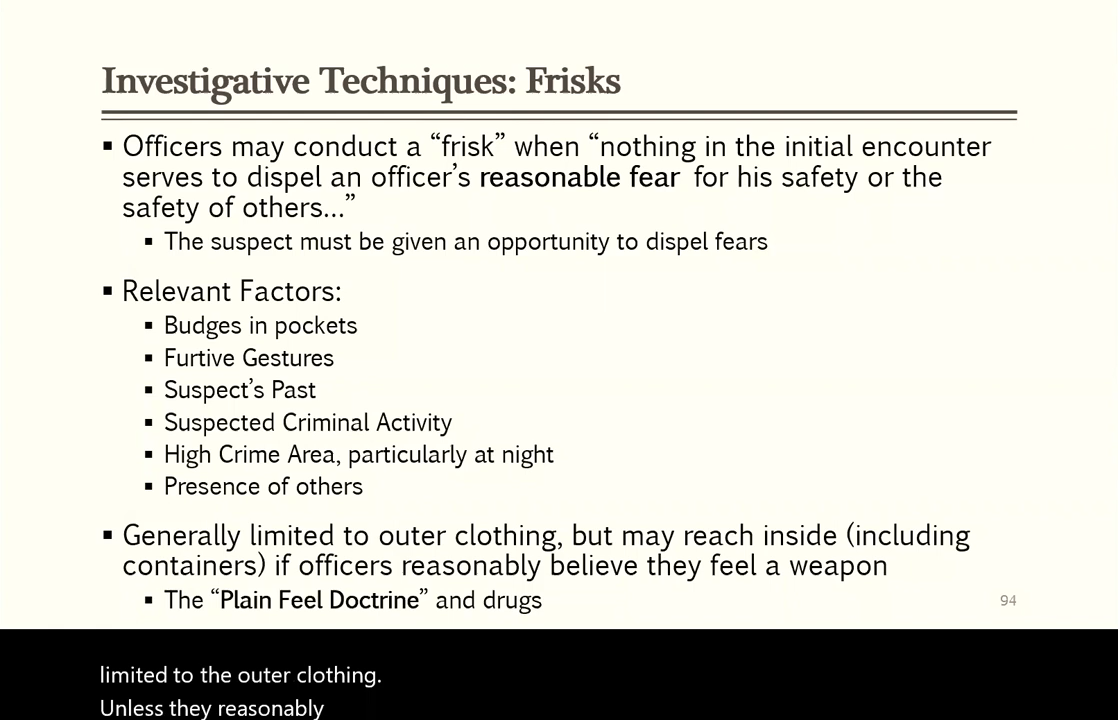 Investigative Techniques: Frisks
▪ Officers may conduct a “frisk” when “nothing in the initial encounter
serves to dispel an officer’s reasonable fear for his safety or the
safety of others…”
▪ The suspect must be given an opportunity to dispel fears
▪ Relevant Factors:
▪ Budges in pockets
▪ Furtive Gestures
▪ Suspect’s Past
▪ Suspected Criminal Activity
▪ High Crime Area, particularly at night
▪ Presence of others
▪ Generally limited to outer clothing, but may reach inside (including
containers) if officers reasonably believe they feel a weapon
▪ The “Plain Feel Doctrine” and drugs
94
limited to the outer clothing.
Unless they reasonably